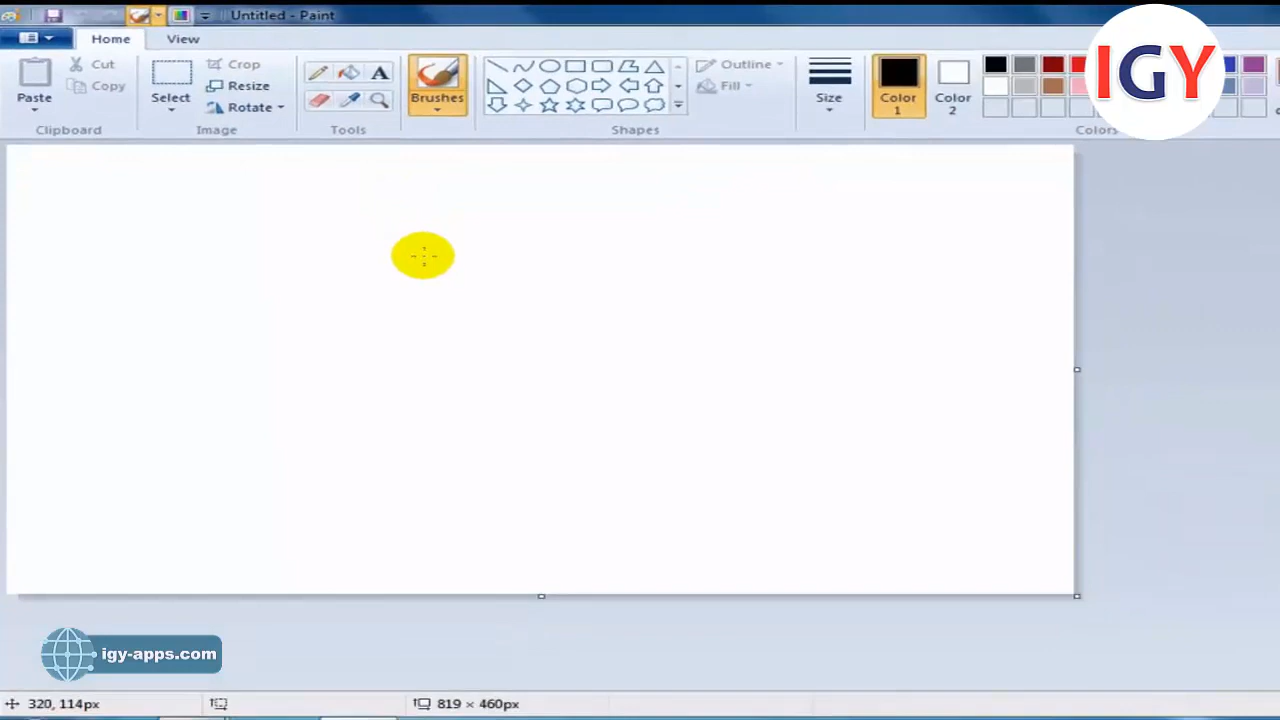 Untitled - Paint
Home View
Paste
Cut
Copy
Clipboard
Select
Crop
Resize
Rotate
Image
A
Tools
Brushes
Shapes
Outline
Fill
Size
Color 1
Color 2
Colors
IGY
igy-apps.com
320, 114px
819 × 460px